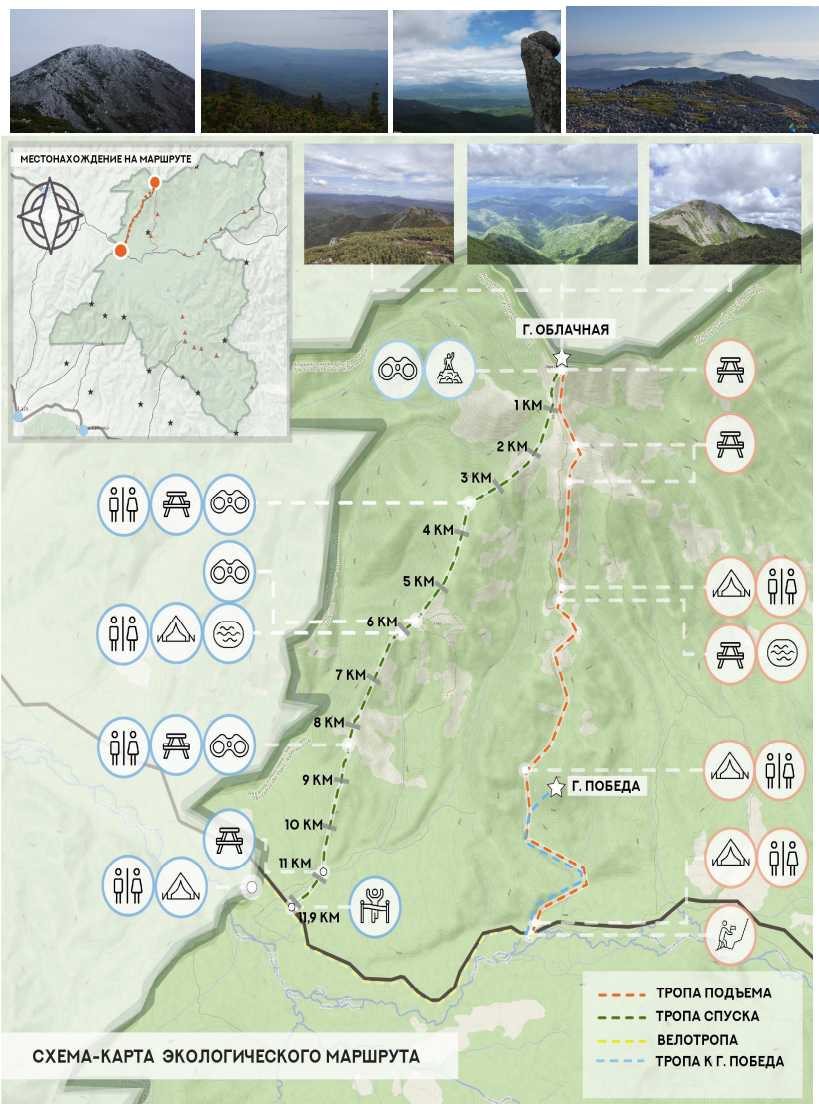 МЕСТОНАХОЖДЕНИЕ НА МАРШРУТЕ
Г. ОБЛАЧНАЯ
1 КМ
2 КМ
3 КМ
4 КМ
5 КМ
6 КМ
7 КМ
8 КМ
9 КМ
Г. ПОБЕДА
10 КМ
11 КМ
11,9 КМ
ТРОПА ПОДЪЕМА
ТРОПА СПУСКА
ВЕЛОТРОПА
ТРОПА К Г. ПОБЕДА
СХЕМА-КАРТА ЭКОЛОГИЧЕСКОГО МАРШРУТА